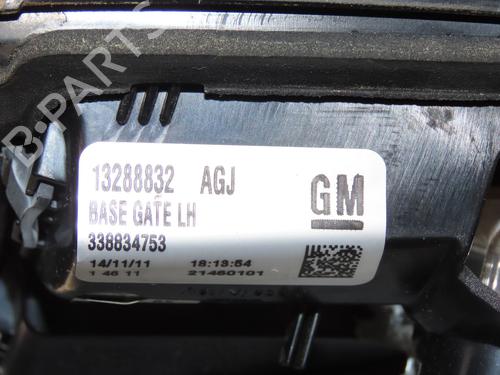 13288832 AGJ
BASE GATE LH
338834753
GM
14/11/11 18:13:54
1 46 11 21460101
B-PARTS